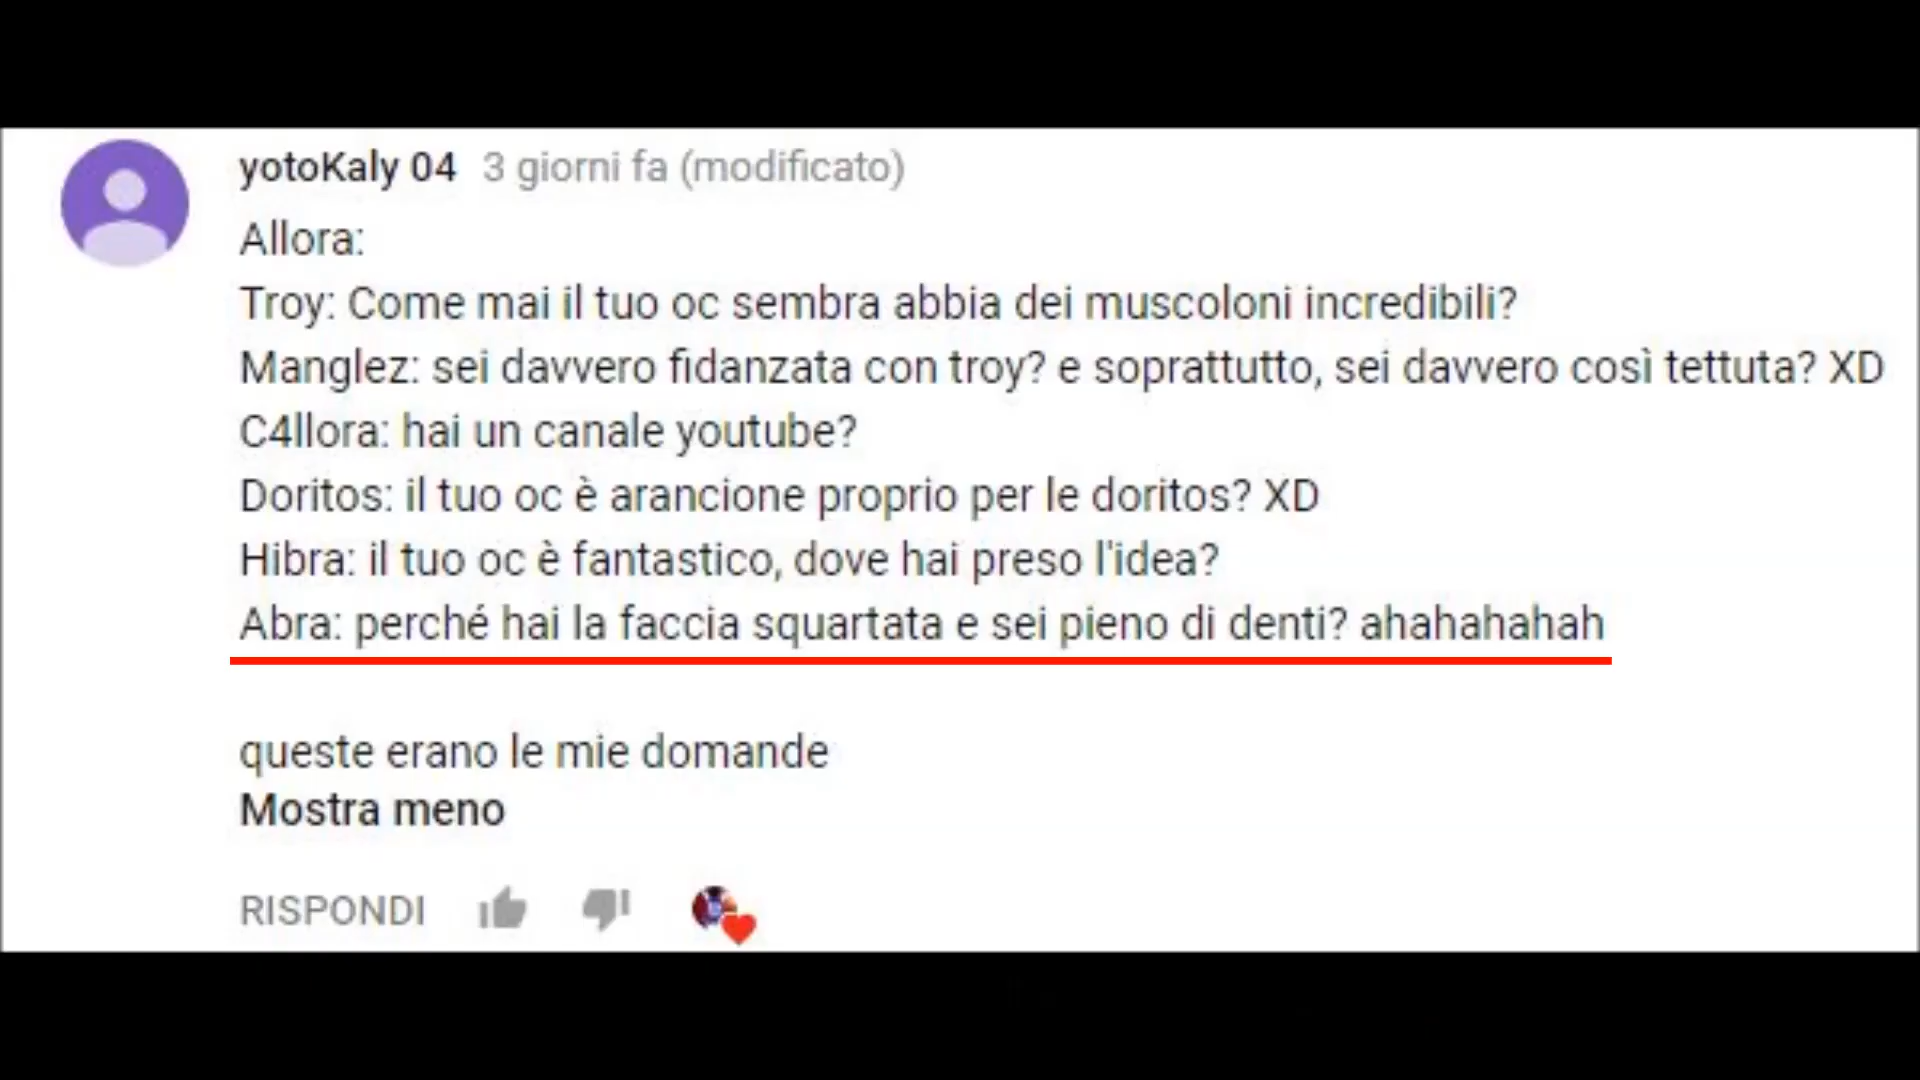 yotoKaly 04 3 giorni fa (modificato)
Allora:
Troy: Come mai il tuo oc sembra abbia dei muscoloni incredibili?
Manglez: sei davvero fidanzata con troy? e soprattutto, sei davvero così tettuta? XD
C4llora: hai un canale youtube?
Doritos: il tuo oc è arancione proprio per le doritos? XD
Hibra: il tuo oc è fantastico, dove hai preso l'idea?
Abra: perché hai la faccia squartata e sei pieno di denti? ahahahahah
queste erano le mie domande
Mostra meno
RISPONDI